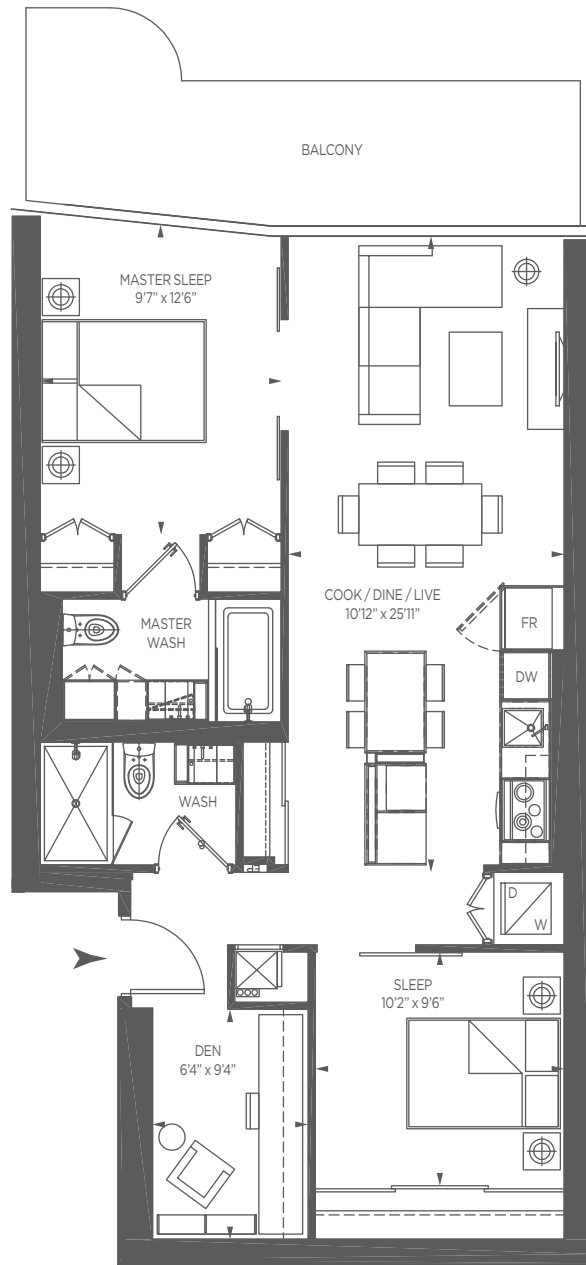 BALCONY
MASTER SLEEP
9'7" x 12'6"
COOK / DINE / LIVE
10'12" x 25'11"
FR
MASTER
WASH
DW
WASH
D
W
SLEEP
10'2" x 9'6"
DEN
6'4" x 9'4"